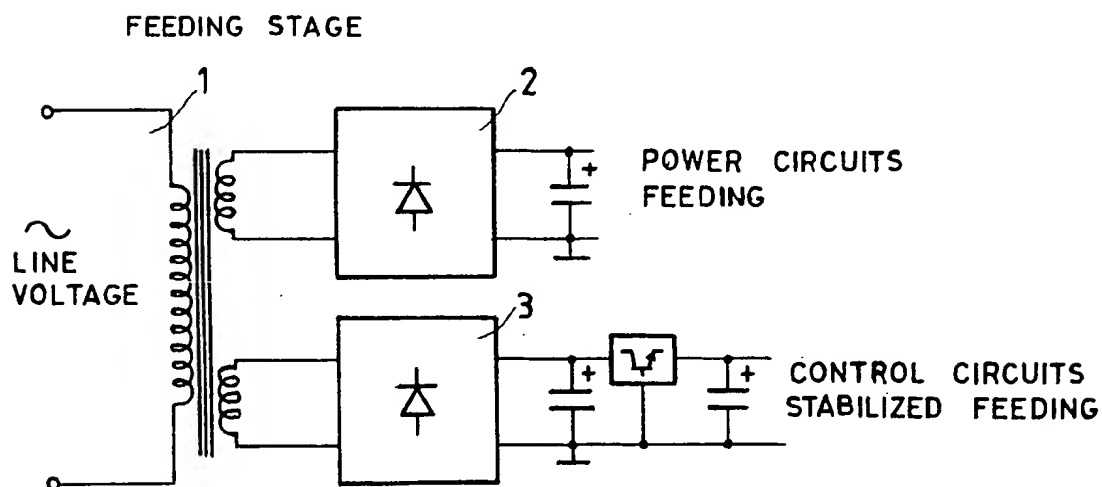 FEEDING STAGE
1
2
POWER CIRCUITS
FEEDING
+
~
LINE
VOLTAGE
3
+
+
CONTROL CIRCUITS
STABILIZED FEEDING